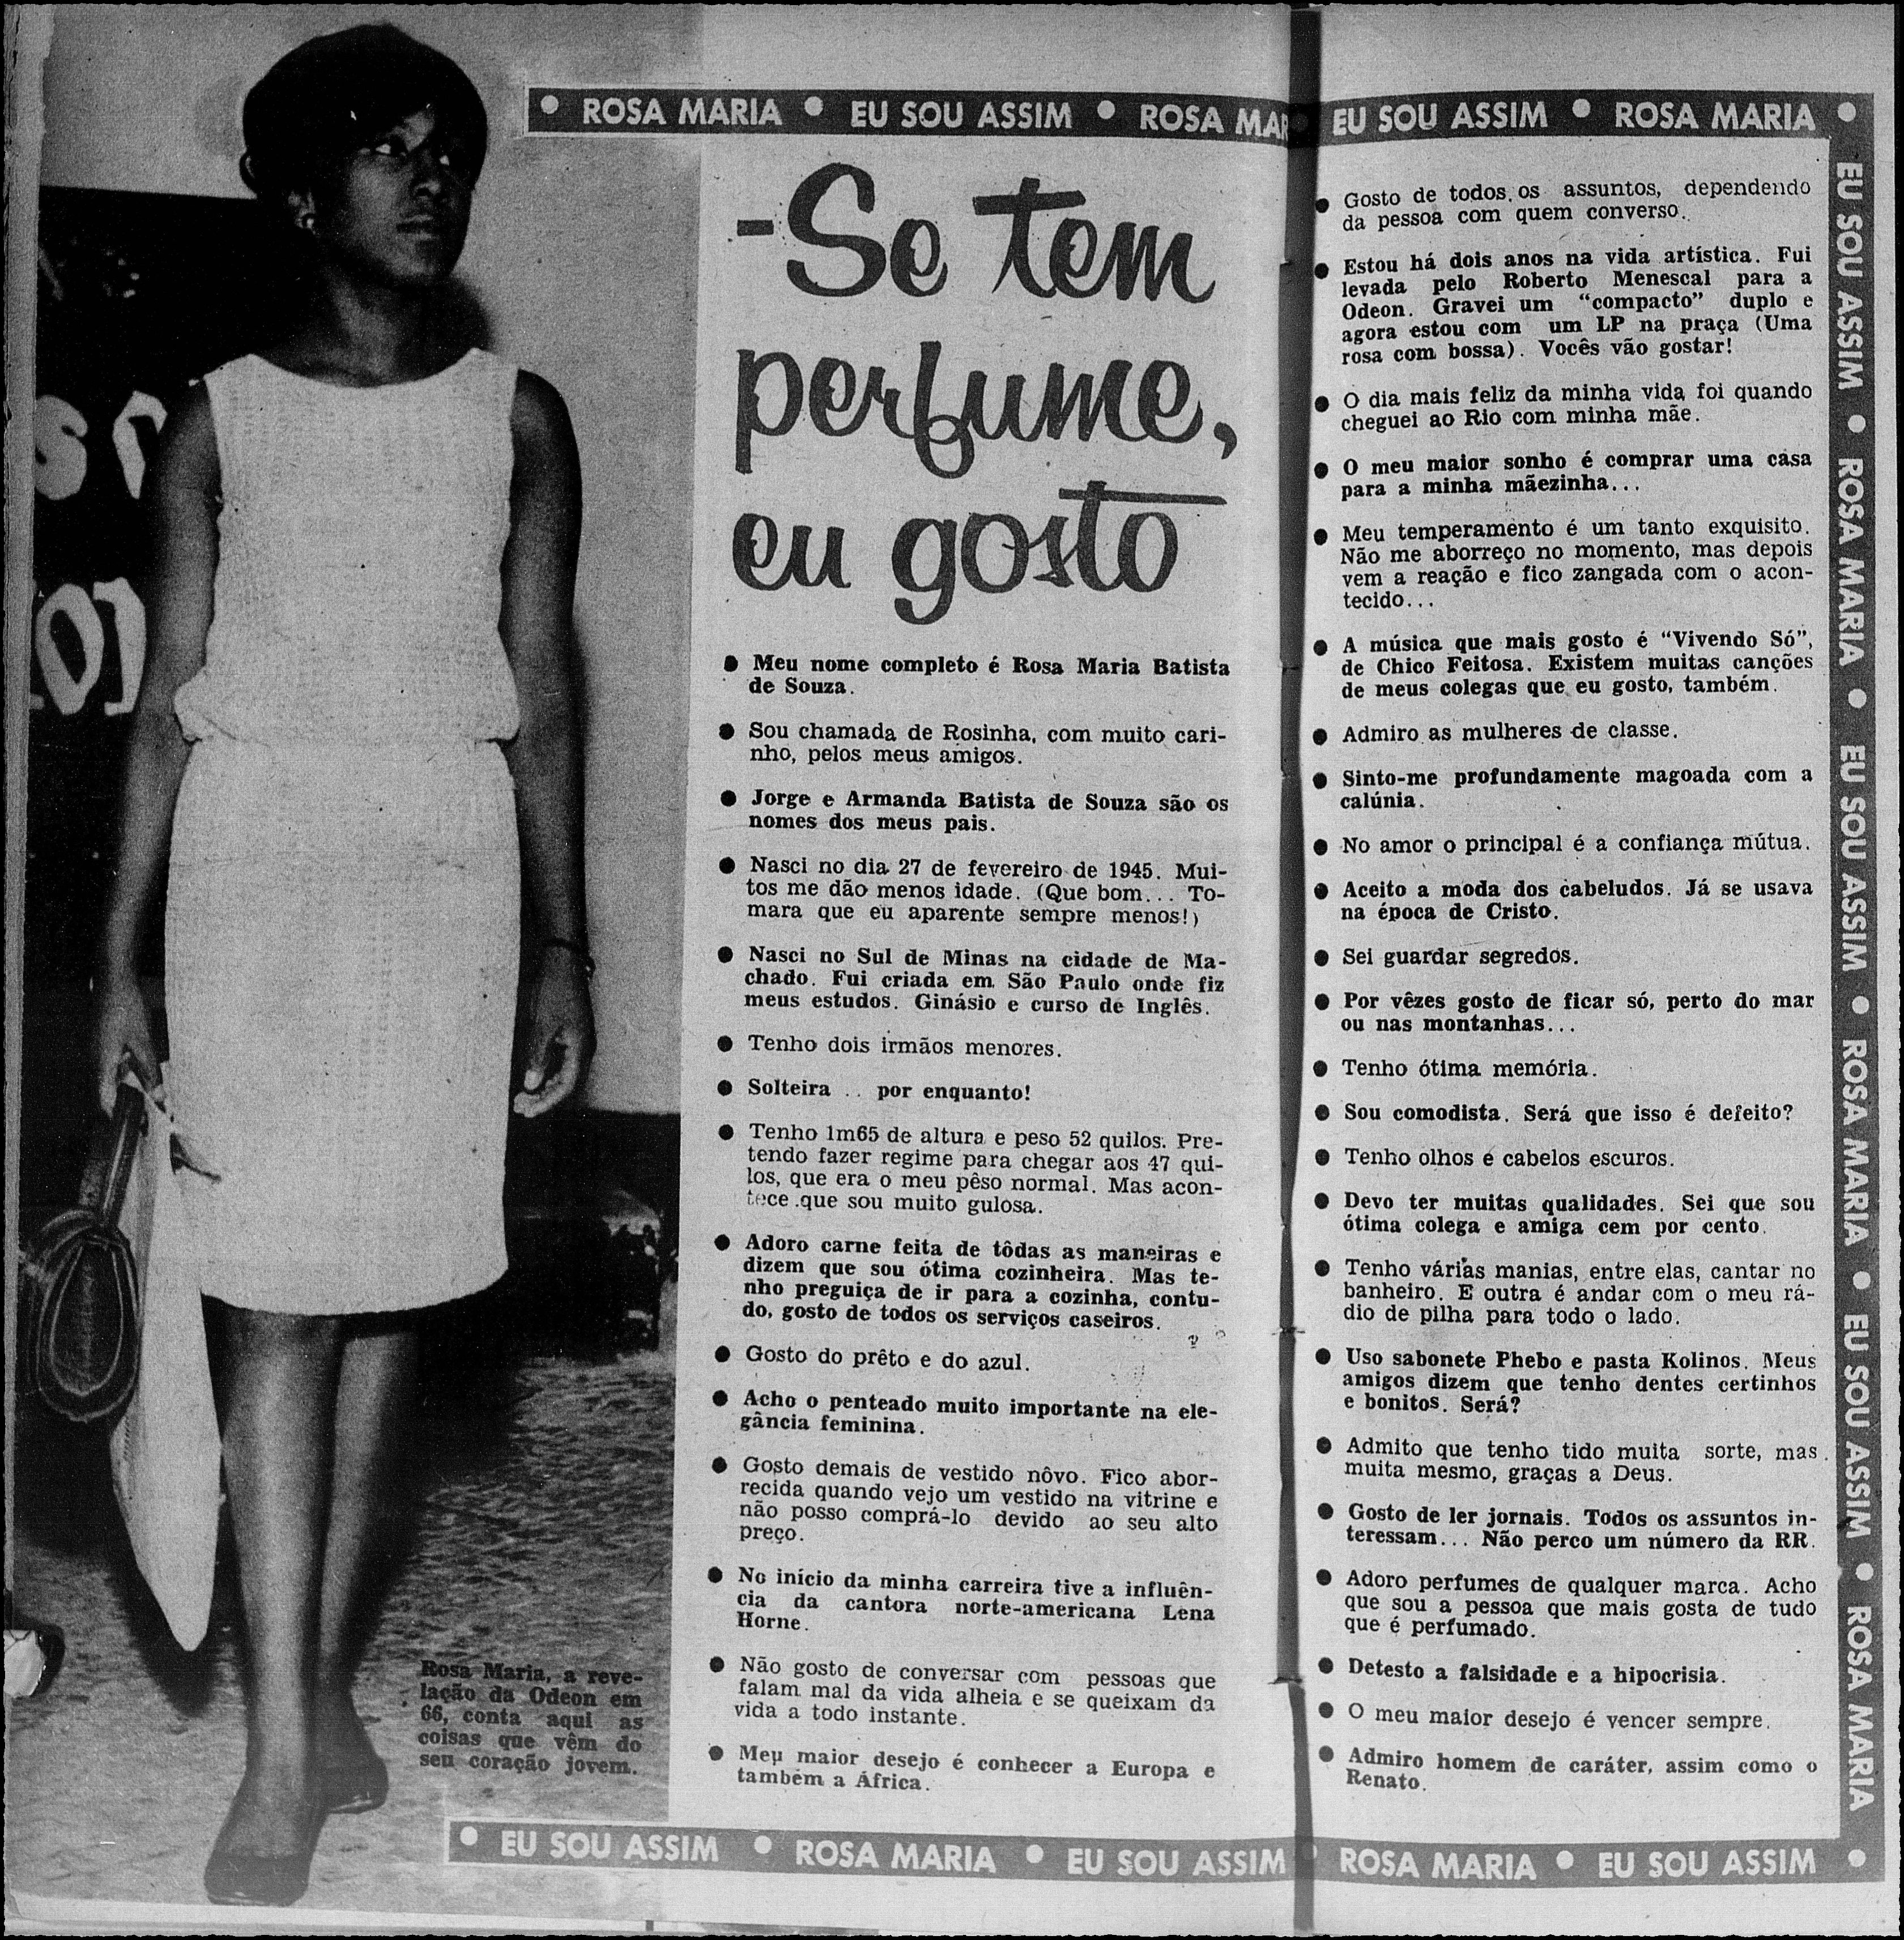 • ROSA MARIA • EU SOU ASSIM • ROSA MAR
EU SOU ASSIM • ROSA MARIA •
-Se tem
perfume,
eu gosto
● Meu nome completo é Rosa Maria Batista
de Souza.
● Sou chamada de Rosinha, com muito cari-
nho, pelos meus amigos.
● Jorge e Armanda Batista de Souza são os
nomes dos meus pais.
● Nasci no dia 27 de fevereiro de 1945. Mui-
tos me dão menos idade. (Que bom... To-
mara que eu aparente sempre menos!)
● Nasci no Sul de Minas na cidade de Ma-
chado. Fui criada em São Paulo onde fiz
meus estudos. Ginásio e curso de Inglês.
● Tenho dois irmãos menores.
● Solteira .. por enquanto!
● Tenho 1m65 de altura e peso 52 quilos. Pre-
tendo fazer regime para chegar aos 47 qui-
los, que era o meu pêso normal. Mas acon-
tece que sou muito gulosa.
● Adoro carne feita de tôdas as maneiras e
dizem que sou ótima cozinheira. Mas te-
nho preguiça de ir para a cozinha, contu-
do, gosto de todos os serviços caseiros.
● Gosto do prêto e do azul.
● Acho o penteado muito importante na ele-
gância feminina.
● Gosto demais de vestido nôvo. Fico abor-
recida quando vejo um vestido na vitrine e
não posso comprá-lo devido ao seu alto
preço.
● No início da minha carreira tive a influên-
cia da cantora norte-americana Lena
Horne.
● Não gosto de conversar com pessoas que
falam mal da vida alheia e se queixam da
vida a todo instante.
● Meu maior desejo é conhecer a Europa e
também a África.
Rosa Maria, a reve-
lação da Odeon em
66, conta aqui as
coisas que vêm do
seu coração jovem.
● Gosto de todos os assuntos, dependendo
da pessoa com quem converso.
● Estou há dois anos na vida artística. Fui
levada pelo Roberto Menescal para a
Odeon. Gravei um "compacto" duplo e
agora estou com um LP na praça (Uma
rosa com bossa). Vocês vão gostar!
● O dia mais feliz da minha vida foi quando
cheguei ao Rio com minha mãe.
● O meu maior sonho é comprar uma casa
para a minha mãezinha...
● Meu temperamento é um tanto exquisito.
Não me aborreço no momento, mas depois
vem a reação e fico zangada com o acon-
tecido...
● A música que mais gosto é "Vivendo Só",
de Chico Feitosa. Existem muitas canções
de meus colegas que eu gosto, também.
● Admiro as mulheres de classe.
● Sinto-me profundamente magoada com a
calúnia.
● No amor o principal é a confiança mútua.
● Aceito a moda dos cabeludos. Já se usava
na época de Cristo.
● Sei guardar segredos.
● Por vêzes gosto de ficar só, perto do mar
ou nas montanhas...
● Tenho ótima memória.
● Sou comodista. Será que isso é defeito?
● Tenho olhos e cabelos escuros.
● Devo ter muitas qualidades. Sei que sou
ótima colega e amiga cem por cento.
● Tenho várias manias, entre elas, cantar no
banheiro. E outra é andar com o meu rá-
dio de pilha para todo o lado.
● Uso sabonete Phebo e pasta Kolinos. Meus
amigos dizem que tenho dentes certinhos
e bonitos. Será?
● Admito que tenho tido muita sorte, mas
muita mesmo, graças a Deus.
● Gosto de ler jornais. Todos os assuntos in-
teressam... Não perco um número da RR.
● Adoro perfumes de qualquer marca. Acho
que sou a pessoa que mais gosta de tudo
que é perfumado.
● Detesto a falsidade e a hipocrisia.
● O meu maior desejo é vencer sempre.
● Admiro homem de caráter, assim como o
Renato.
EU SOU ASSIM • ROSA MARIA • EU SOU ASSIM • ROSA MARIA • EU SOU ASSIM • ROSA MARIA
• EU SOU ASSIM • ROSA MARIA • EU SOU ASSIM
ROSA MARIA • EU SOU ASSIM •